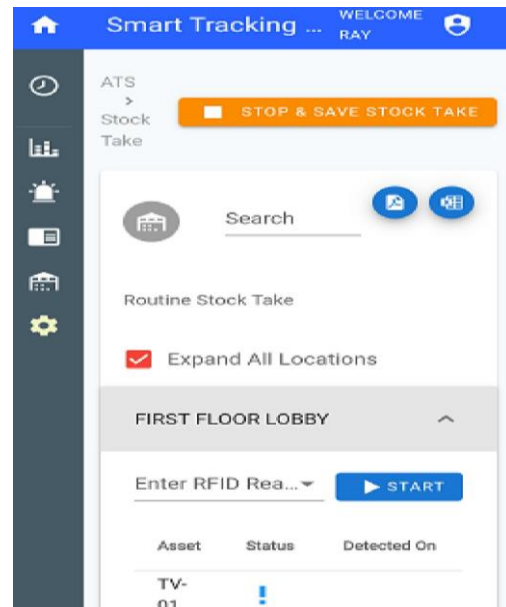 Smart Tracking ...
WELCOME
RAY
ATS
>
Stock
Take
STOP & SAVE STOCK TAKE
Search
Routine Stock Take
Expand All Locations
FIRST FLOOR LOBBY
Enter RFID Rea...
START
Asset Status Detected On
TV-
01